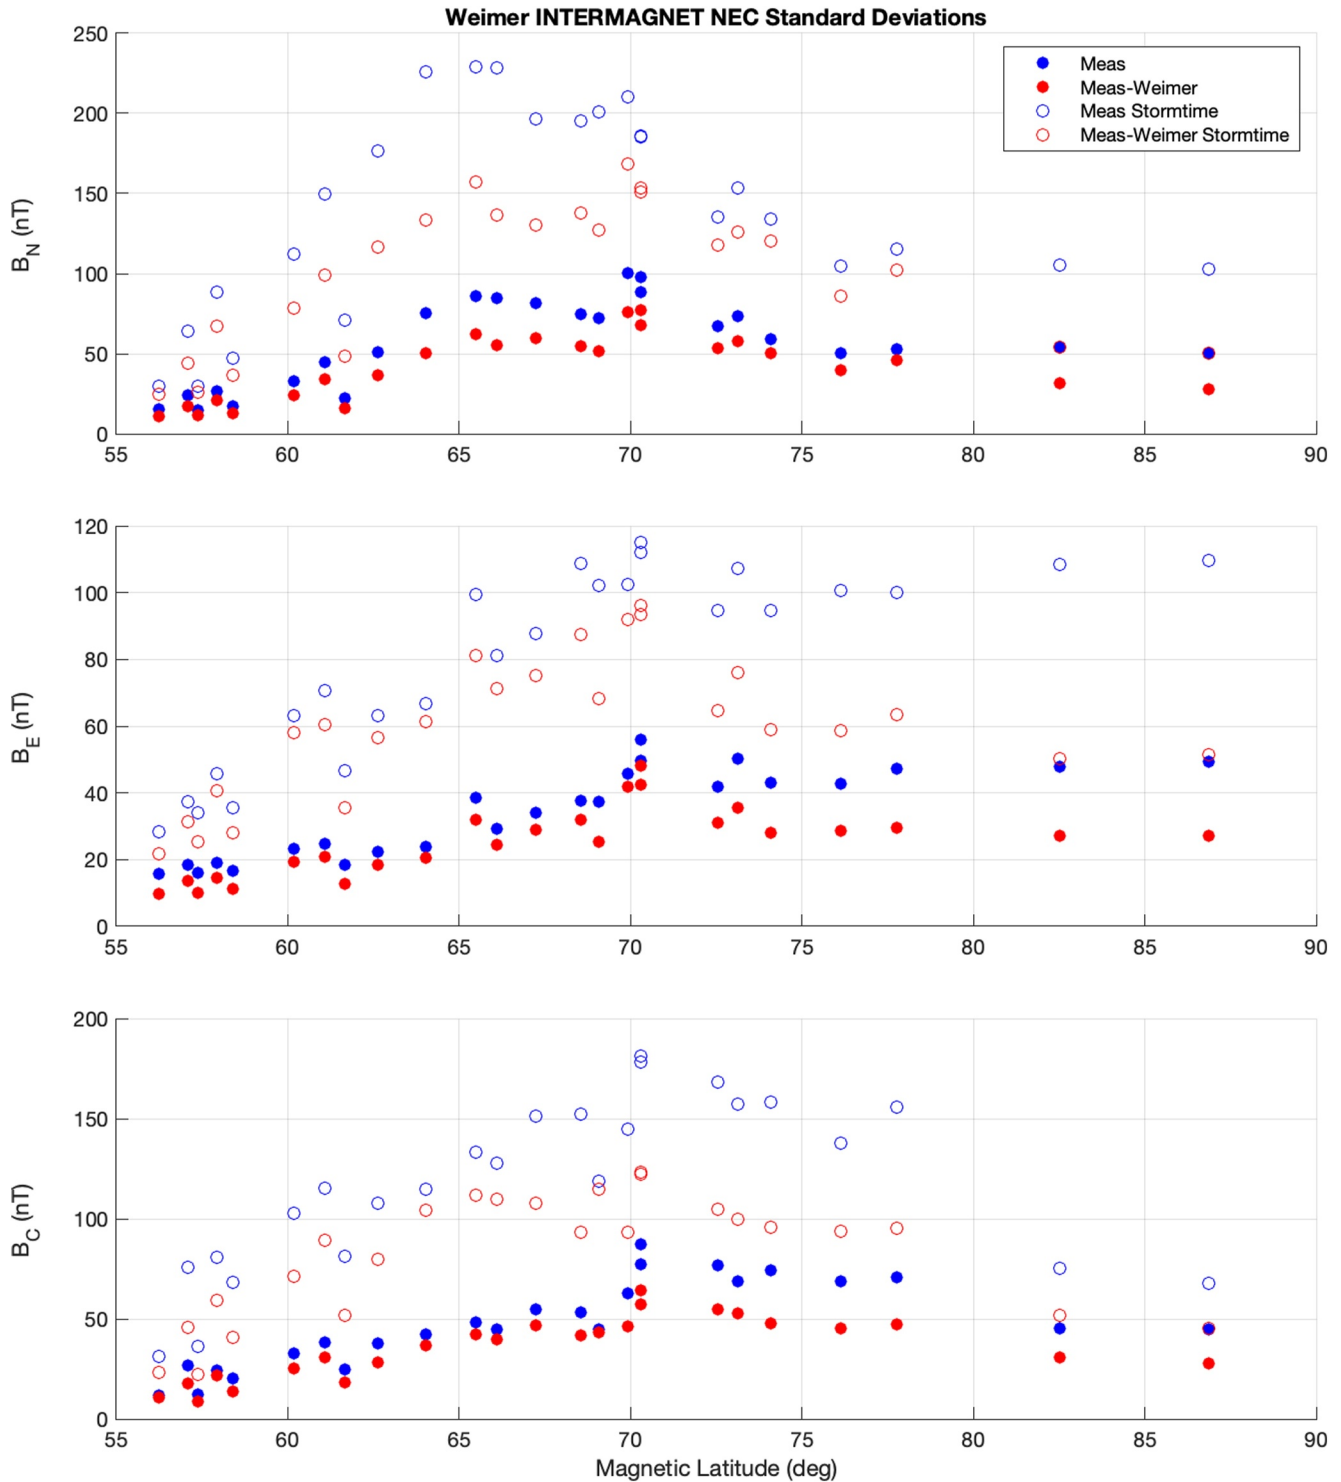 Weimer INTERMAGNET NEC Standard Deviations
250
200
150
100
50
0
B_N (nT)
Meas
Meas-Weimer
Meas Stormtime
Meas-Weimer Stormtime
55 60 65 70 75 80 85 90
120
100
80
60
40
20
0
B_E (nT)
55 60 65 70 75 80 85 90
200
150
100
50
0
B_C (nT)
55 60 65 70 75 80 85 90
Magnetic Latitude (deg)